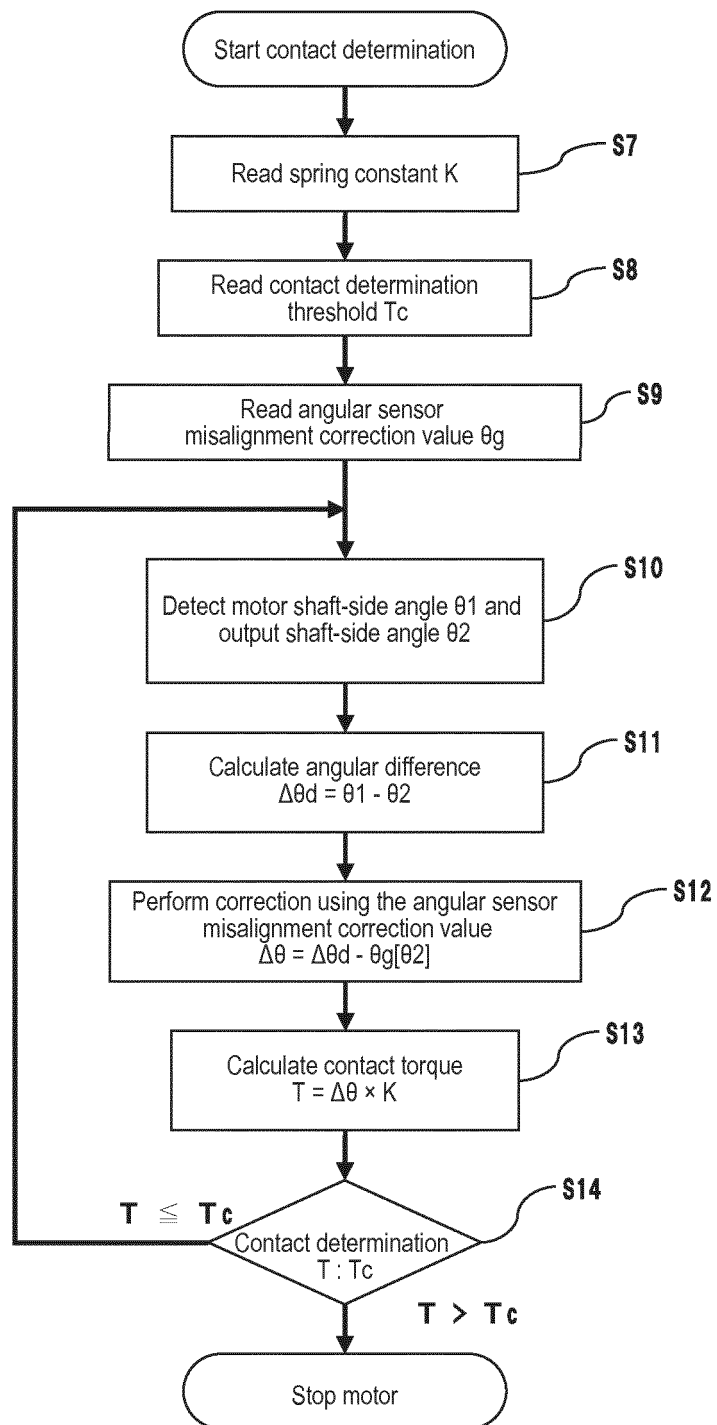 Start contact determination
S7
Read spring constant K
S8
Read contact determination
threshold Tc
S9
Read angular sensor
misalignment correction value θg
S10
Detect motor shaft-side angle θ1 and
output shaft-side angle θ2
S11
Calculate angular difference
Δθd = θ1 - θ2
S12
Perform correction using the angular sensor
misalignment correction value
Δθ = Δθd - θg[θ2]
S13
Calculate contact torque
T = Δθ × K
S14
T ≦ Tc
Contact determination
T : Tc
T > Tc
Stop motor